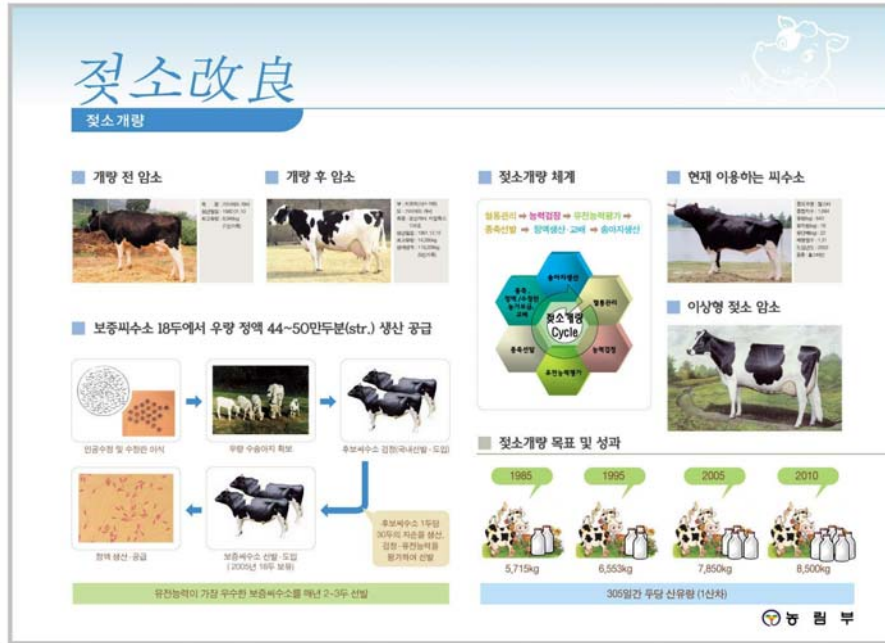 젖소改良
젖소개량
개량 전 암소
개량 후 암소
보증씨수소 18두에서 우량 정액 44~50만두분(str.) 생산 공급
인공수정 및 수정란 이식
우량 수송아지 확보
후보씨수소 검정(국내선발·도입)
정액 생산·공급
보증씨수소 선발·도입
(2005년 18두 보유)
후보씨수소 1두당
30두의 자손을 생산,
검정·유전능력을
평가하여 선발
유전능력이 가장 우수한 보증씨수소를 매년 2~3두 선발
젖소개량 체계
혈통관리 ➡ 능력검정 ➡ 유전능력평가 ➡
종축선발 ➡ 정액생산·교배 ➡ 송아지생산
송아지생산
혈통관리
능력검정
유전능력평가
종축선발
젖소개량
Cycle
현재 이용하는 씨수소
이상형 젖소 암소
젖소개량 목표 및 성과
1985
1995
2005
2010
5,715kg
6,553kg
7,850kg
8,500kg
305일간 두당 산유량 (1산차)
농림부